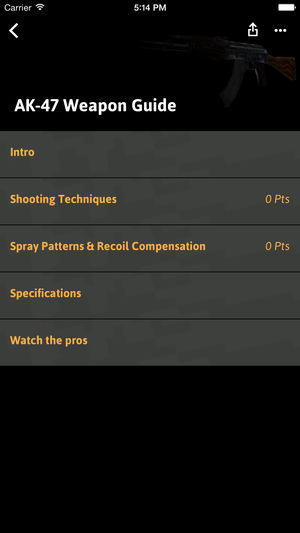 Carrier 5:14 PM
AK-47 Weapon Guide
Intro
Shooting Techniques 0 Pts
Spray Patterns & Recoil Compensation 0 Pts
Specifications
Watch the pros